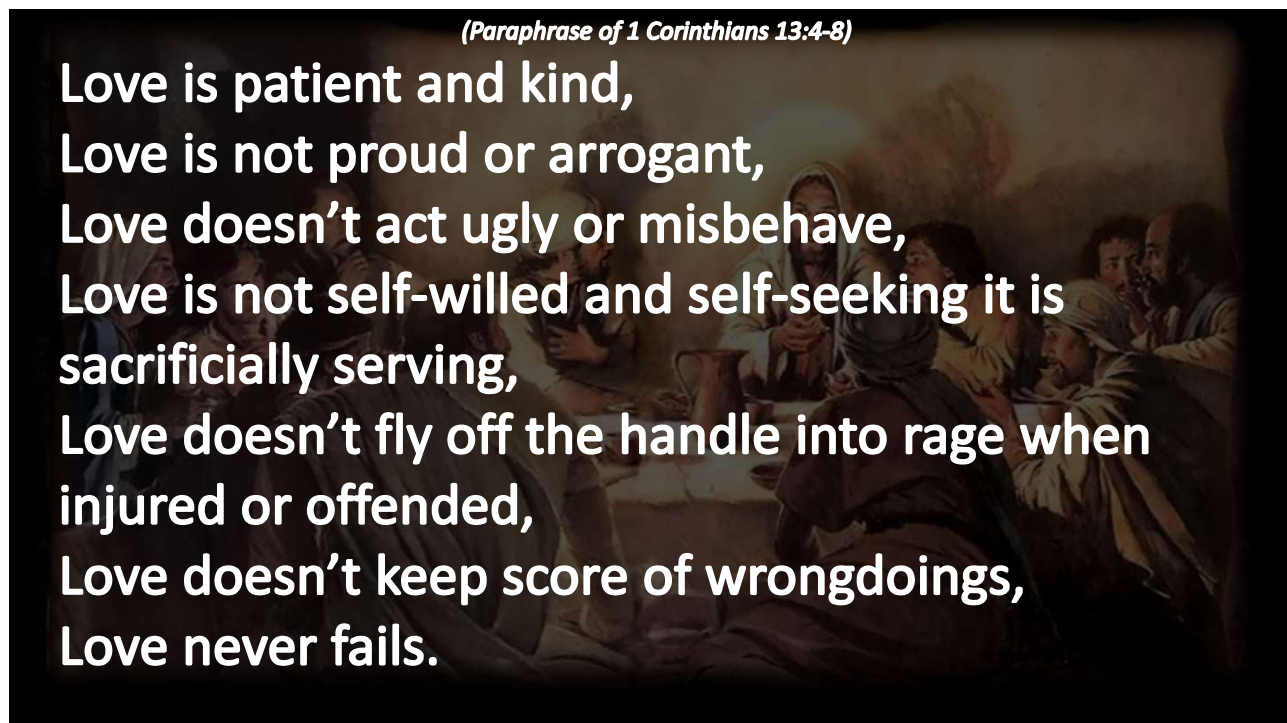 (Paraphrase of 1 Corinthians 13:4-8)
Love is patient and kind,
Love is not proud or arrogant,
Love doesn’t act ugly or misbehave,
Love is not self-willed and self-seeking it is
sacrificially serving,
Love doesn’t fly off the handle into rage when
injured or offended,
Love doesn’t keep score of wrongdoings,
Love never fails.